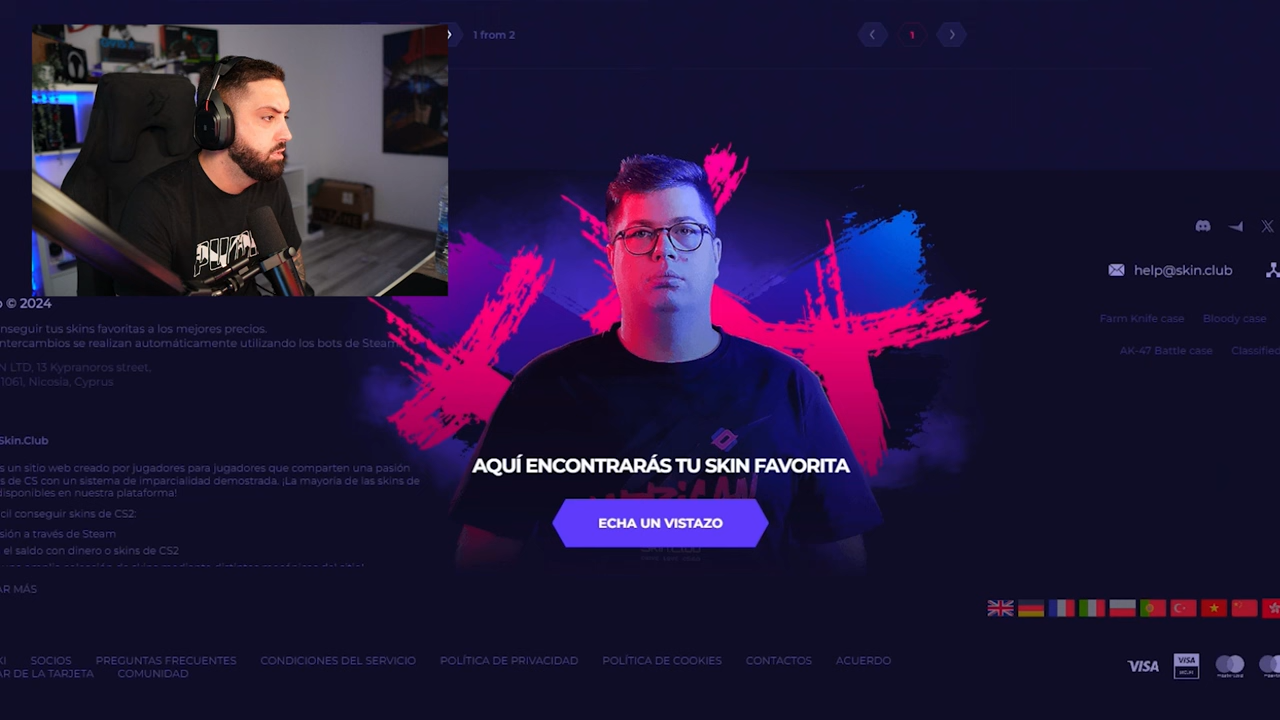 1 from 2
1
© 2024
nseguir tus skins favoritas a los mejores precios.
ntercambios se realizan automáticamente utilizando los bots de Steam
N LTD, 13 Kypranoros street,
1061, Nicosia, Cyprus
help@skin.club
Farm Knife case Bloody case
AK-47 Battle case Classified
Skin.Club
s un sitio web creado por jugadores para jugadores que comparten una pasión
s de CS con un sistema de imparcialidad demostrada. ¡La mayoría de las skins de
disponibles en nuestra plataforma!
cil conseguir skins de CS2:
sión a través de Steam
el saldo con dinero o skins de CS2
AQUÍ ENCONTRARÁS TU SKIN FAVORITA
ECHA UN VISTAZO
AR MÁS
KI SOCIOS PREGUNTAS FRECUENTES CONDICIONES DEL SERVICIO POLÍTICA DE PRIVACIDAD POLÍTICA DE COOKIES CONTACTOS ACUERDO
AR DE LA TARJETA COMUNIDAD
VISA VISA